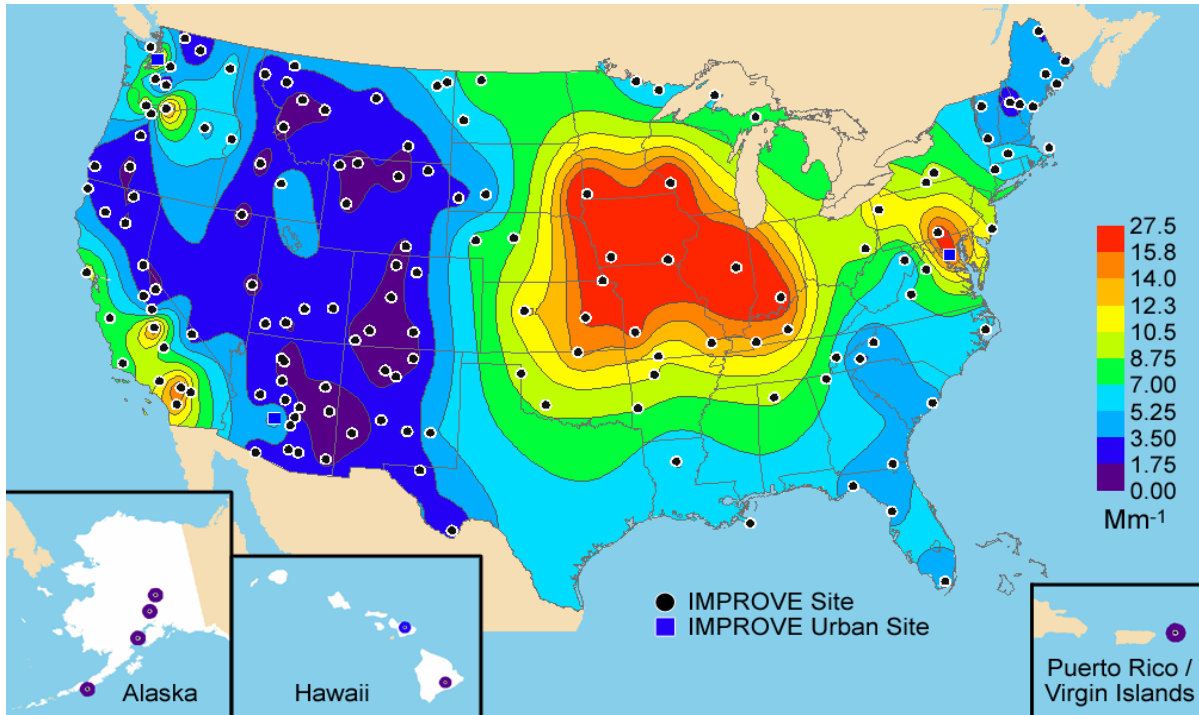 27.5
15.8
14.0
12.3
10.5
8.75
7.00
5.25
3.50
1.75
0.00
Mm-1
IMPROVE Site
IMPROVE Urban Site
Alaska
Hawaii
Puerto Rico /
Virgin Islands